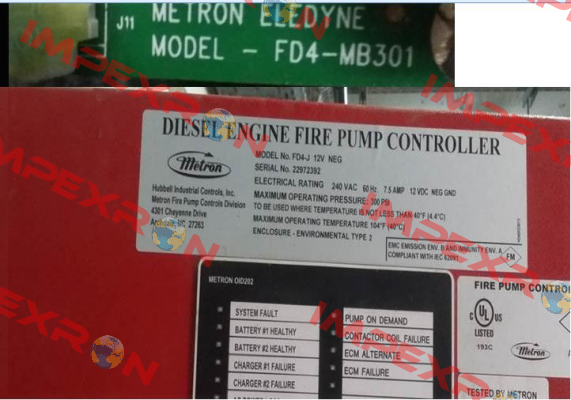 J11 METRON ELEDYNE
MODEL - FD4-MB301
DIESEL ENGINE FIRE PUMP CONTROLLER
Metron
MODEL No. FD4-J 12V NEG
SERIAL No. 22972392
ELECTRICAL RATING 240 VAC 60 Hz. 7.5 AMP 12 VDC NEG GND
MAXIMUM OPERATING PRESSURE: 300 PSI
TO BE USED WHERE TEMPERATURE IS NOT LESS THAN 40°F (4.4°C)
MAXIMUM OPERATING TEMPERATURE 104°F (40°C)
ENCLOSURE - ENVIRONMENTAL TYPE 2
Hubbell Industrial Controls, Inc.
Metron Fire Pump Controls Division
4301 Cheyenne Drive
NC 27263
EMC EMISSION ENV. B AND IMMUNITY ENV. A
COMPLIANT WITH IEC 62091
FM
METRON OID202
SYSTEM FAULT
BATTERY #1 HEALTHY
BATTERY #2 HEALTHY
CHARGER #1 FAILURE
CHARGER #2 FAILURE
PUMP ON DEMAND
CONTACTOR COIL FAILURE
ECM ALTERNATE
ECM FAILURE
FIRE PUMP CONTROL
C UL US
LISTED
193C
Metron
TESTED BY METRON
IMPEXRON
IMPEXRON
IMPEXRON
IMPEXRON